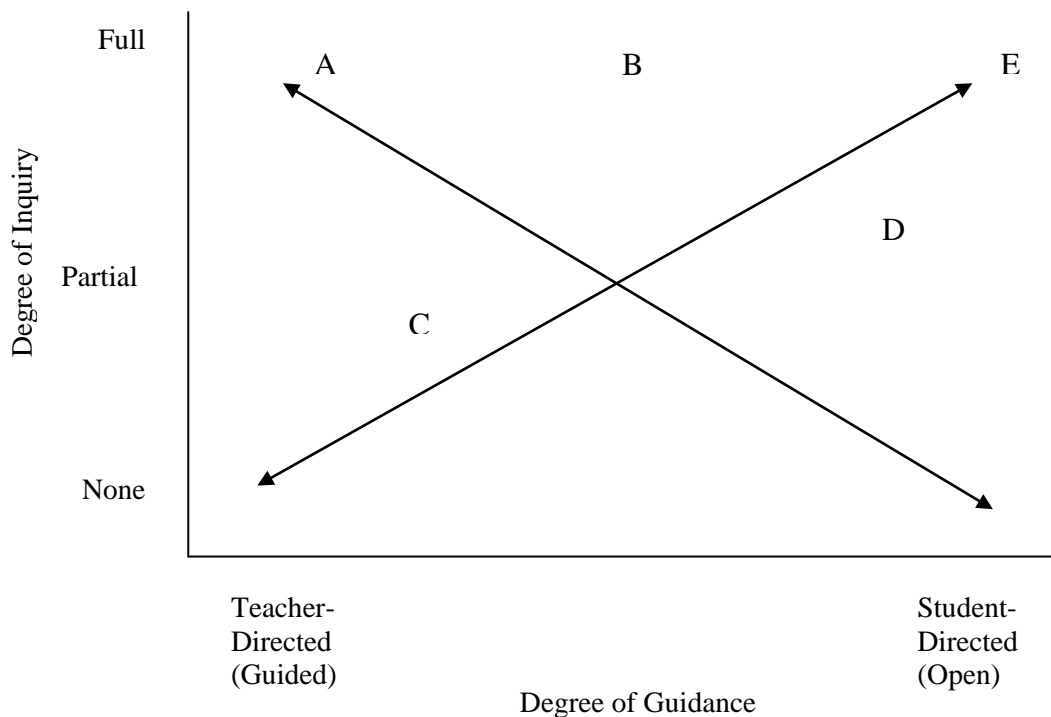 Full
A
B
E
Degree of Inquiry
D
Partial
C
None
Teacher-
Directed
(Guided)
Student-
Directed
(Open)
Degree of Guidance